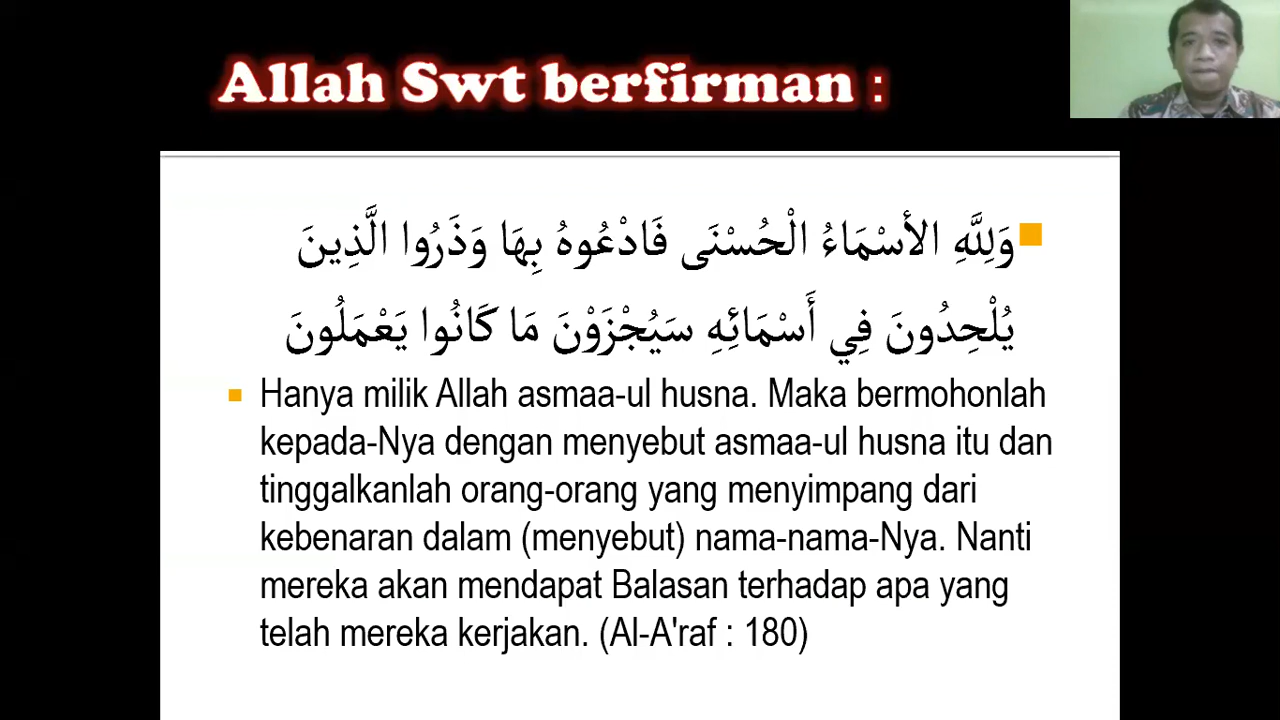 Allah Swt berfirman :
وَلِلَّهِ الأَسْمَاءُ الْحُسْنَى فَادْعُوهُ بِهَا وَذَرُوا الَّذِينَ
يُلْحِدُونَ فِي أَسْمَائِهِ سَيُجْزَوْنَ مَا كَانُوا يَعْمَلُونَ
Hanya milik Allah asmaa-ul husna. Maka bermohonlah
kepada-Nya dengan menyebut asmaa-ul husna itu dan
tinggalkanlah orang-orang yang menyimpang dari
kebenaran dalam (menyebut) nama-nama-Nya. Nanti
mereka akan mendapat Balasan terhadap apa yang
telah mereka kerjakan. (Al-A'raf : 180)